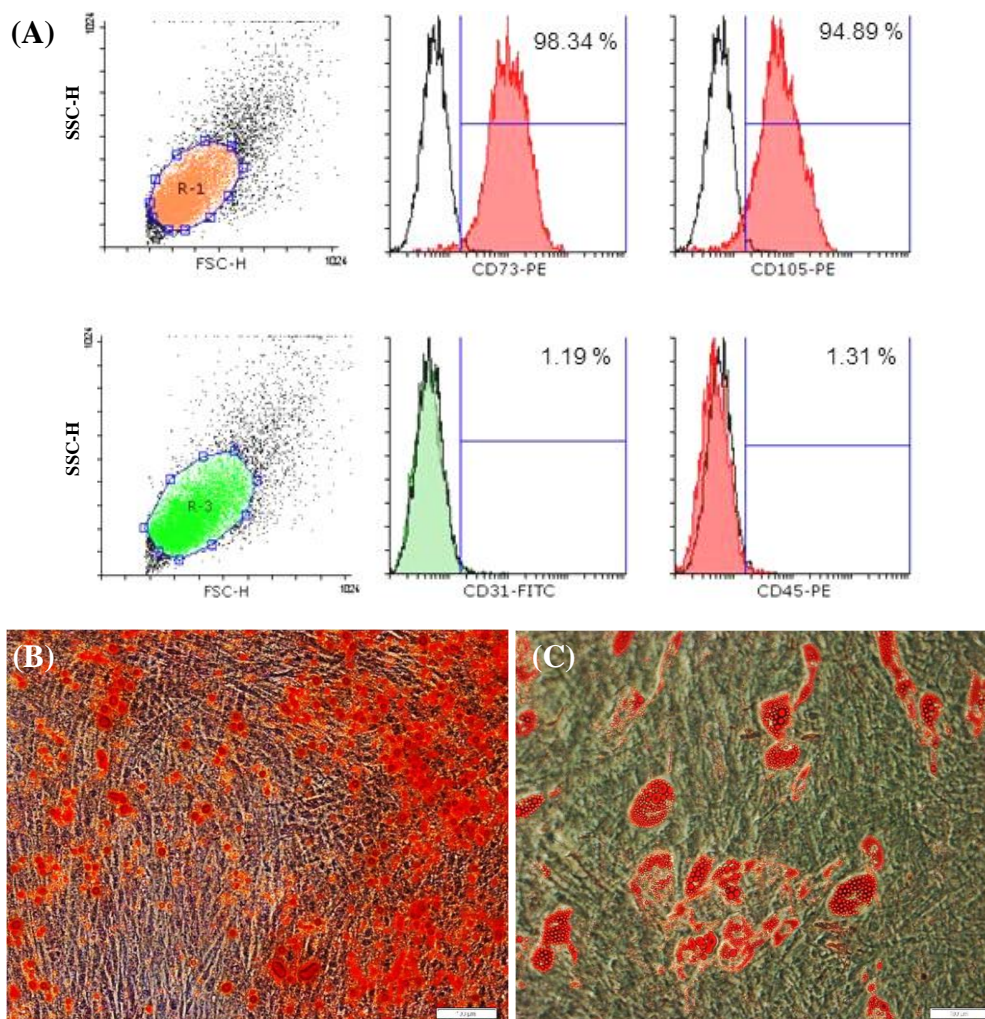 (A)
1024
SSC-H
R-1
FSC-H
1024
98.34 %
CD73-PE
94.89 %
CD105-PE
1024
SSC-H
R-3
FSC-H
1024
1.19 %
CD31-FITC
1.31 %
CD45-PE
(B)
(C)